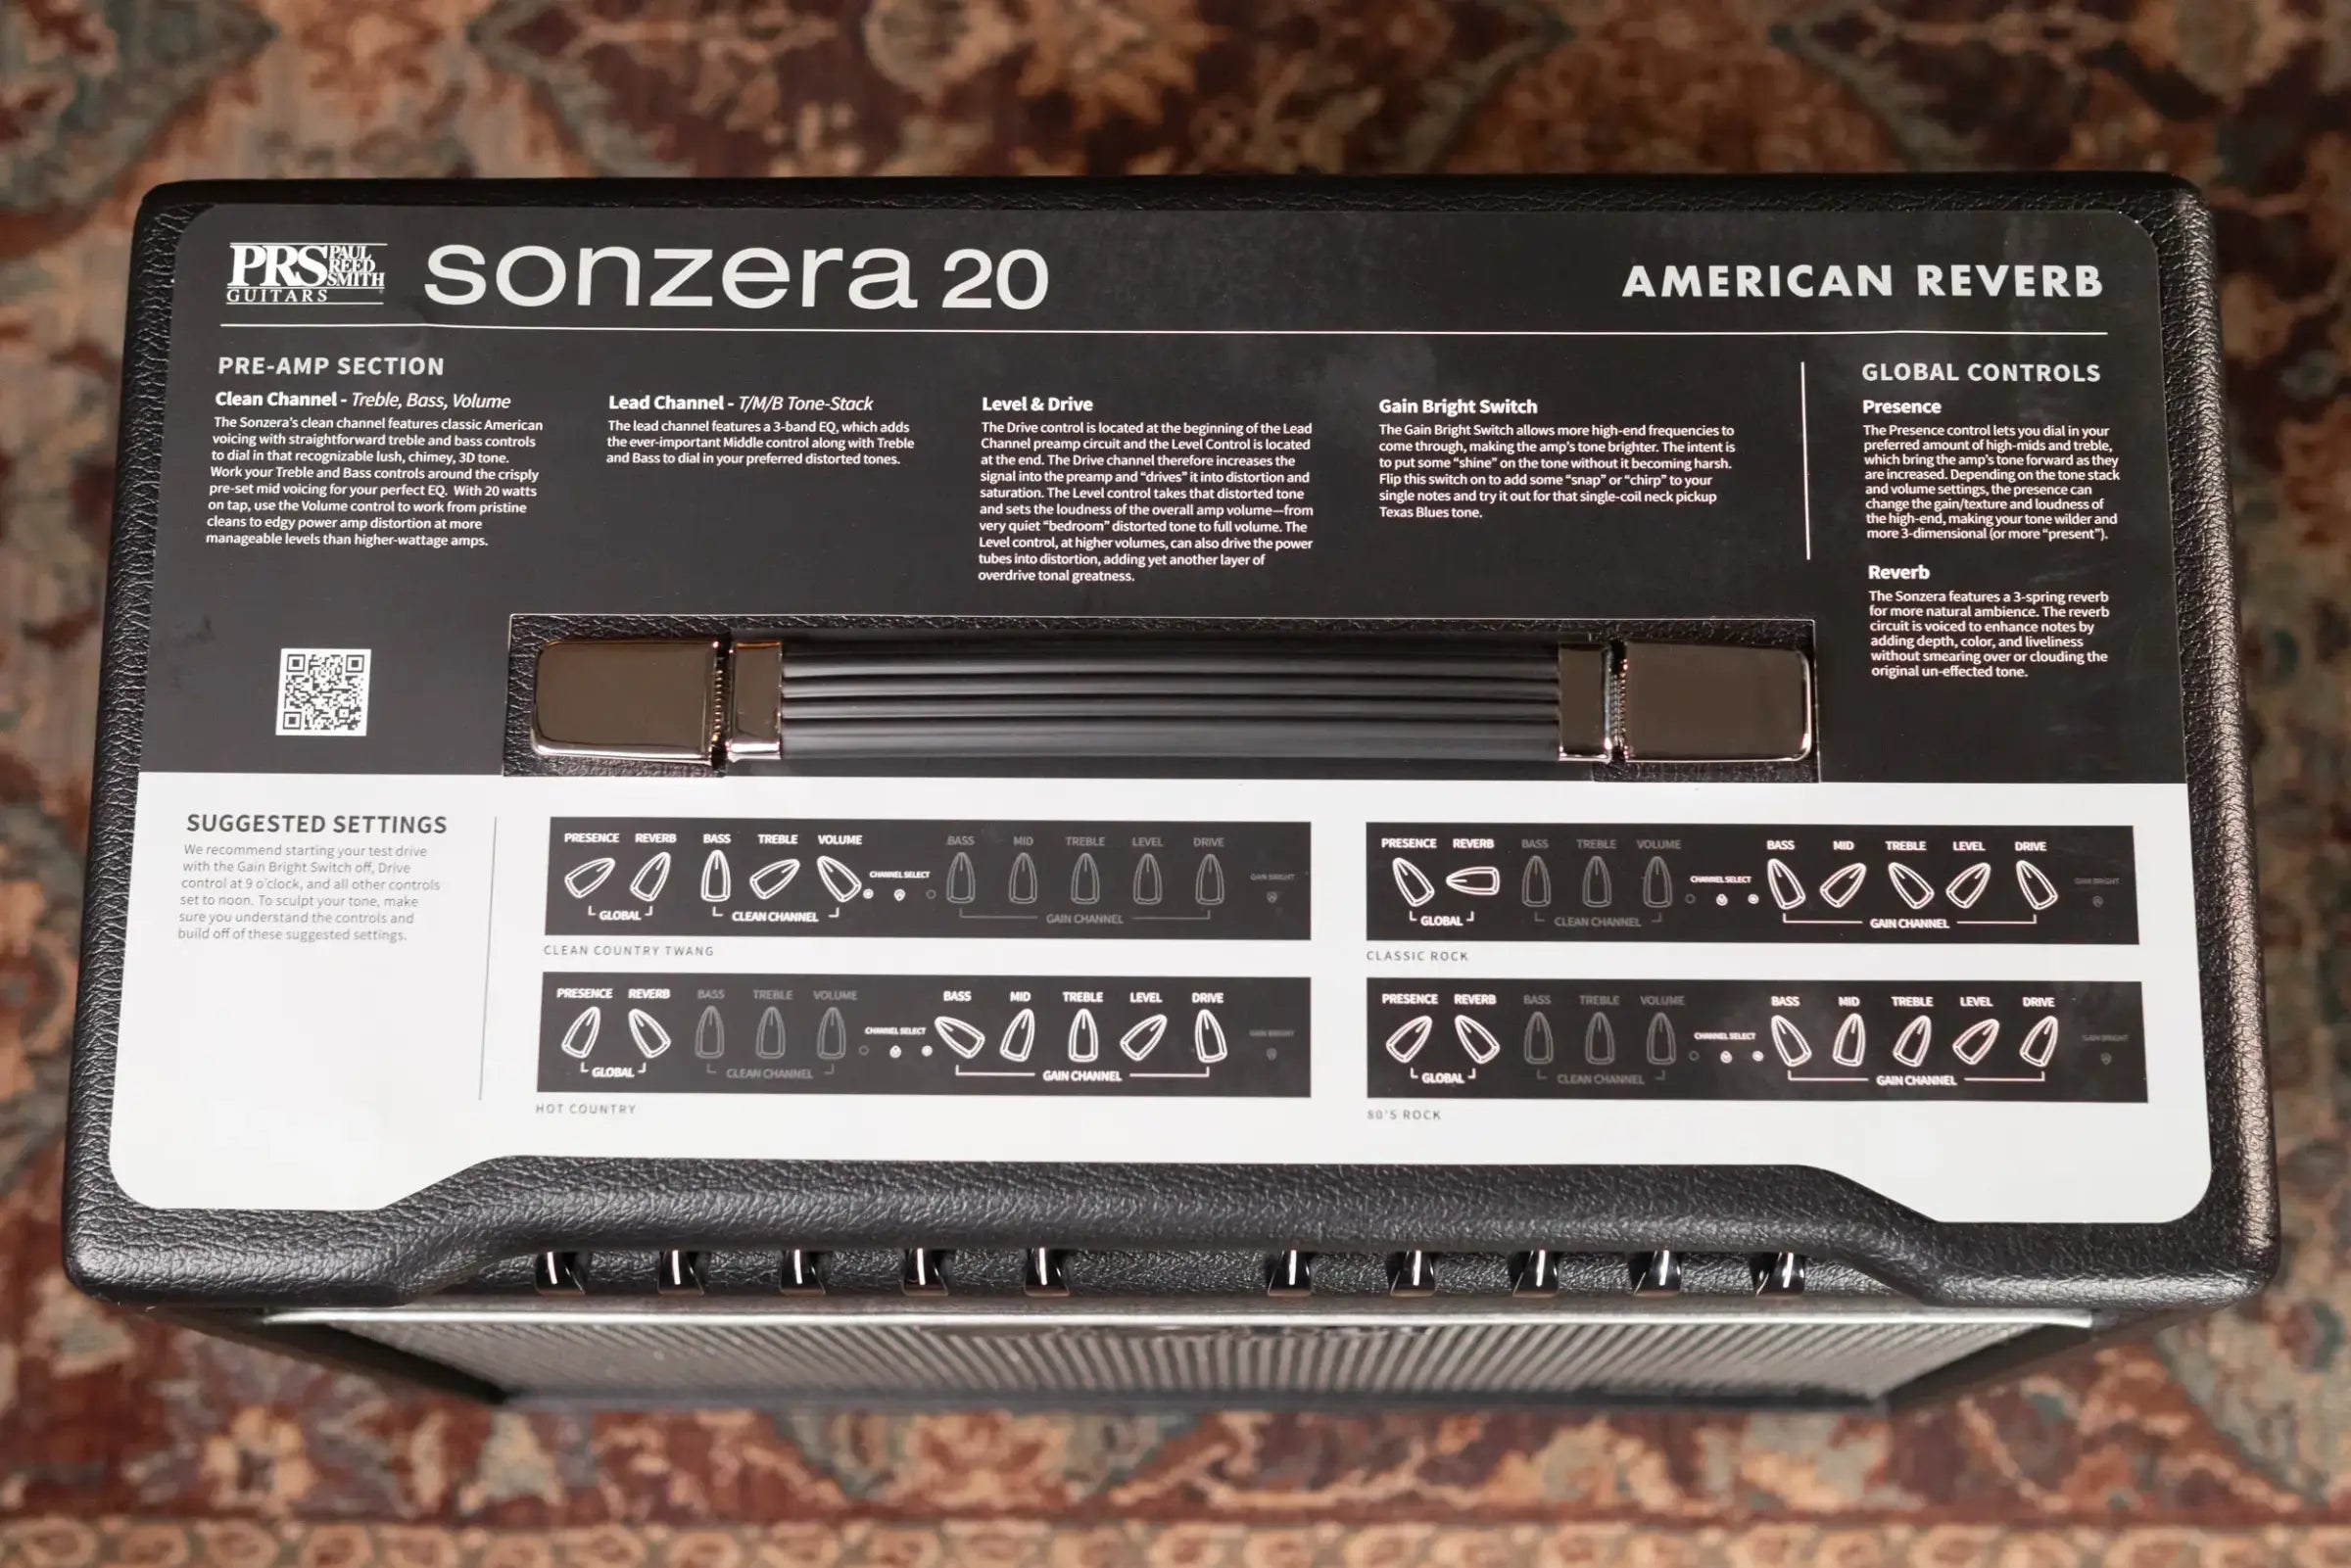 PRS PAUL REED SMITH GUITARS
sonzera 20
AMERICAN REVERB
PRE-AMP SECTION
Clean Channel - Treble, Bass, Volume
The Sonzera's clean channel features classic American
voicing with straightforward treble and bass controls
to dial in that recognizable lush, chimey, 3D tone.
Work your Treble and Bass controls around the crisply
pre-set mid voicing for your perfect EQ. With 20 watts
on tap, use the Volume control to work from pristine
cleans to edgy power amp distortion at more
manageable levels than higher-wattage amps.
Lead Channel - T/M/B Tone-Stack
The lead channel features a 3-band EQ, which adds
the ever-important Middle control along with Treble
and Bass to dial in your preferred distorted tones.
Level & Drive
The Drive control is located at the beginning of the Lead
Channel preamp circuit and the Level Control is located
at the end. The Drive channel therefore increases the
signal into the preamp and "drives" it into distortion and
saturation. The Level control takes that distorted tone
and sets the loudness of the overall amp volume—from
very quiet "bedroom" distorted tone to full volume. The
Level control, at higher volumes, can also drive the power
tubes into distortion, adding yet another layer of
overdrive tonal greatness.
Gain Bright Switch
The Gain Bright Switch allows more high-end frequencies to
come through, making the amp's tone brighter. The intent is
to put some "shine" on the tone without it becoming harsh.
Flip this switch on to add some "snap" or "chirp" to your
single notes and try it out for that single-coil neck pickup
Texas Blues tone.
GLOBAL CONTROLS
Presence
The Presence control lets you dial in your
preferred amount of high-mids and treble,
which bring the amp's tone forward as they
are increased. Depending on the tone stack
and volume settings, the presence can
change the gain/texture and loudness of
the high-end, making your tone wilder and
more 3-dimensional (or more "present").
Reverb
The Sonzera features a 3-spring reverb
for more natural ambience. The reverb
circuit is voiced to enhance notes by
adding depth, color, and liveliness
without smearing over or clouding the
original un-effected tone.
SUGGESTED SETTINGS
We recommend starting your test drive
with the Gain Bright Switch off, Drive
control at 9 o'clock, and all other controls
set to noon. To sculpt your tone, make
sure you understand the controls and
build off of these suggested settings.
PRESENCE REVERB BASS TREBLE VOLUME BASS MID TREBLE LEVEL DRIVE
CHANNEL SELECT GAIN BRIGHT
GLOBAL CLEAN CHANNEL GAIN CHANNEL
CLEAN COUNTRY TWANG
PRESENCE REVERB BASS TREBLE VOLUME BASS MID TREBLE LEVEL DRIVE
CHANNEL SELECT GAIN BRIGHT
GLOBAL CLEAN CHANNEL GAIN CHANNEL
CLASSIC ROCK
PRESENCE REVERB BASS TREBLE VOLUME BASS MID TREBLE LEVEL DRIVE
CHANNEL SELECT GAIN BRIGHT
GLOBAL CLEAN CHANNEL GAIN CHANNEL
HOT COUNTRY
PRESENCE REVERB BASS TREBLE VOLUME BASS MID TREBLE LEVEL DRIVE
CHANNEL SELECT GAIN BRIGHT
GLOBAL CLEAN CHANNEL GAIN CHANNEL
80'S ROCK